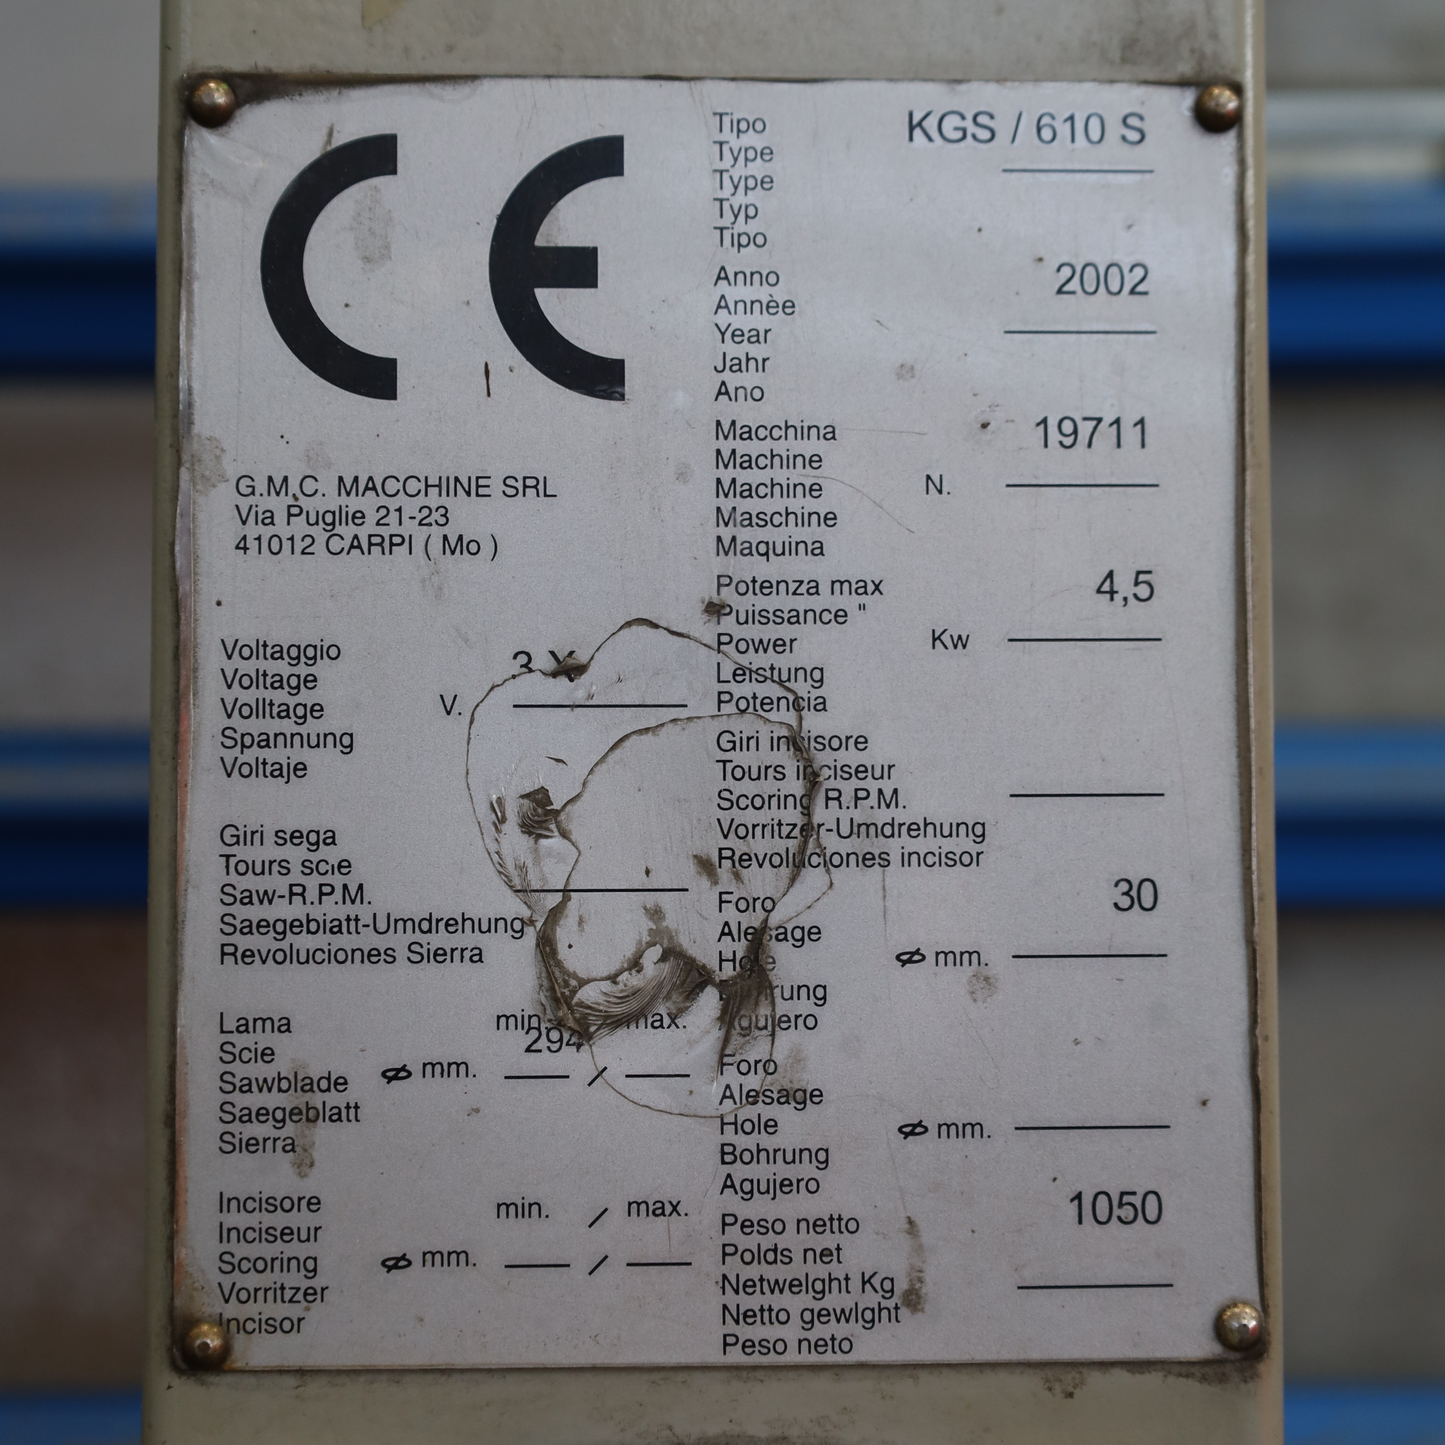 CE
G.M.C. MACCHINE SRL
Via Puglie 21-23
41012 CARPI ( Mo )
Voltaggio
Voltage
Volltage
Spannung
Voltaje
3 X
V.
Giri sega
Tours scie
Saw-R.P.M.
Saegebiatt-Umdrehung
Revoluciones Sierra
Lama
Scie
Sawblade
Saegeblatt
Sierra
min. / max.
294
ø mm. /
Incisore
Inciseur
Scoring
Vorritzer
Incisor
min. / max.
ø mm. /
Tipo KGS / 610 S
Type
Type
Typ
Tipo
Anno 2002
Annèe
Year
Jahr
Ano
Macchina 19711
Machine
Machine N.
Maschine
Maquina
Potenza max 4,5
Puissance "
Power Kw
Leistung
Potencia
Giri incisore
Tours inciseur
Scoring R.P.M.
Vorritzer-Umdrehung
Revoluciones incisor
Foro 30
Alesage
Hole ø mm.
Bohrung
Agujero
Foro
Alesage
Hole ø mm.
Bohrung
Agujero
Peso netto 1050
Polds net
Netwelght Kg
Netto gewlght
Peso neto